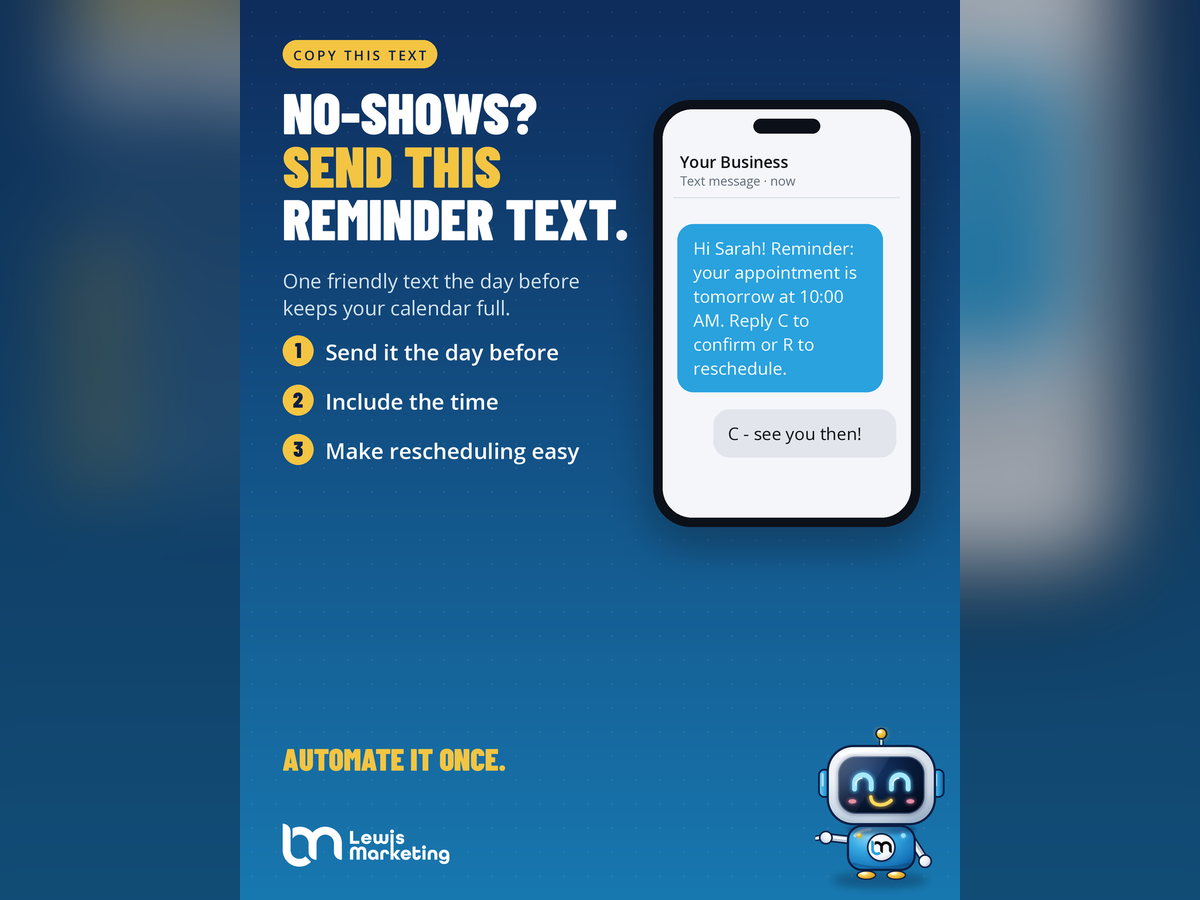 COPY THIS TEXT
NO-SHOWS?
SEND THIS
REMINDER TEXT.
One friendly text the day before
keeps your calendar full.
1 Send it the day before
2 Include the time
3 Make rescheduling easy
Your Business
Text message · now
Hi Sarah! Reminder:
your appointment is
tomorrow at 10:00
AM. Reply C to
confirm or R to
reschedule.
C - see you then!
AUTOMATE IT ONCE.
Lewis
Marketing